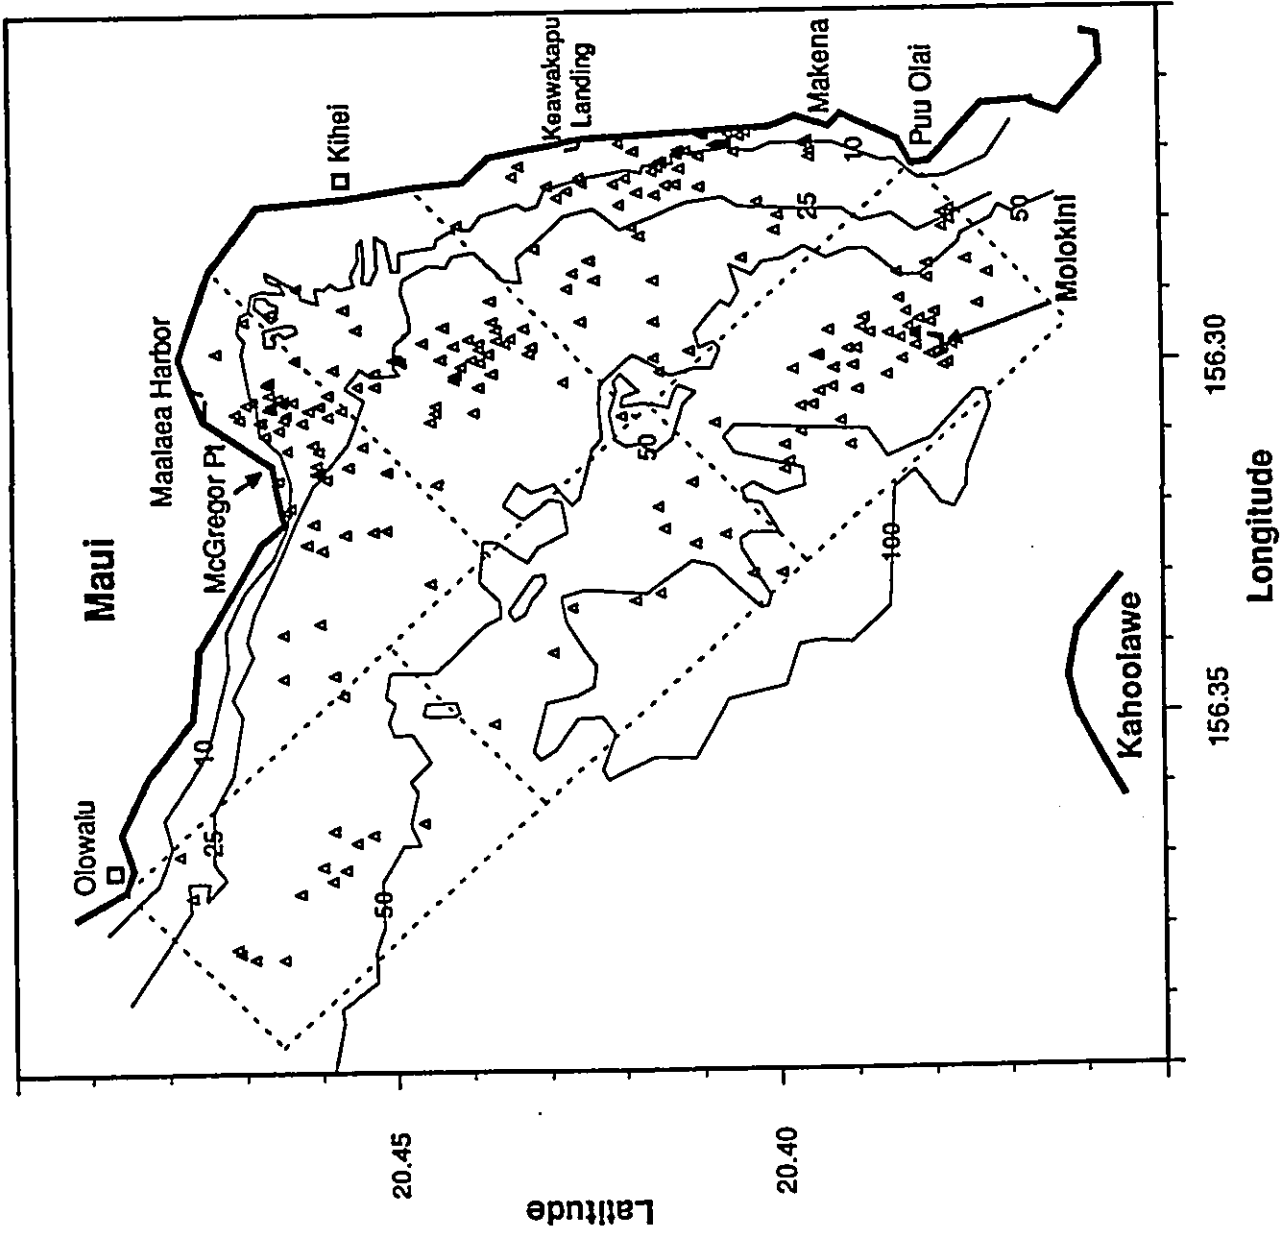 Maui
Olowalu
Maalaea Harbor
McGregor Pt
Kihei
Keawakapu
Landing
Makena
Puu Olai
Molokini
Kahoolawe
10
25
50
10
25
50
50
100
20.45
20.40
Latitude
156.30
156.35
Longitude